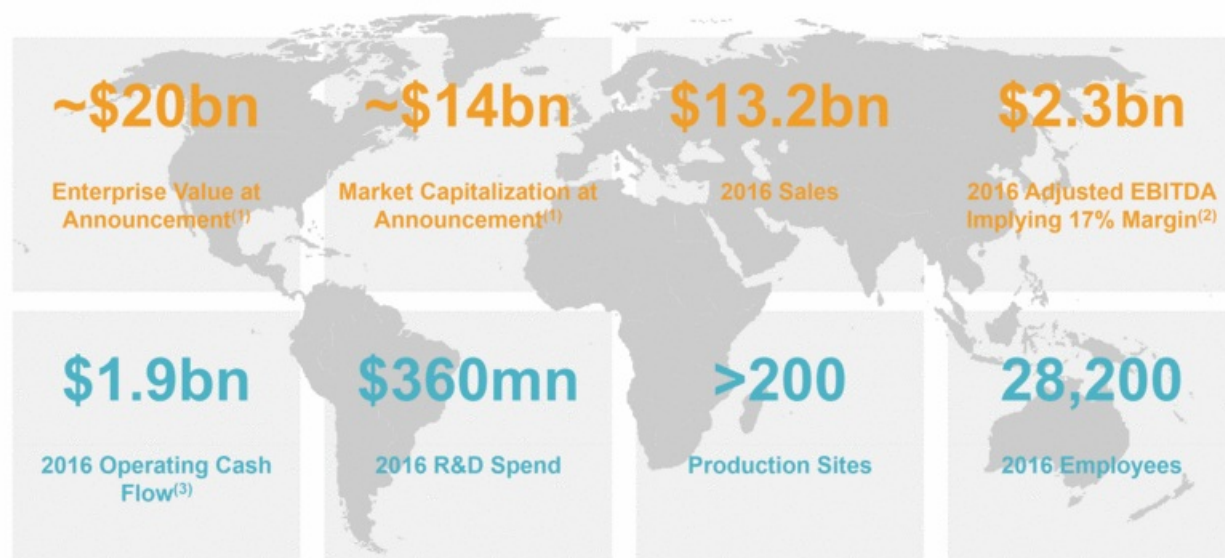 ~$20bn
Enterprise Value at
Announcement(1)
~$14bn
Market Capitalization at
Announcement(1)
$13.2bn
2016 Sales
$2.3bn
2016 Adjusted EBITDA
Implying 17% Margin(2)
$1.9bn
2016 Operating Cash
Flow(3)
$360mn
2016 R&D Spend
>200
Production Sites
28,200
2016 Employees